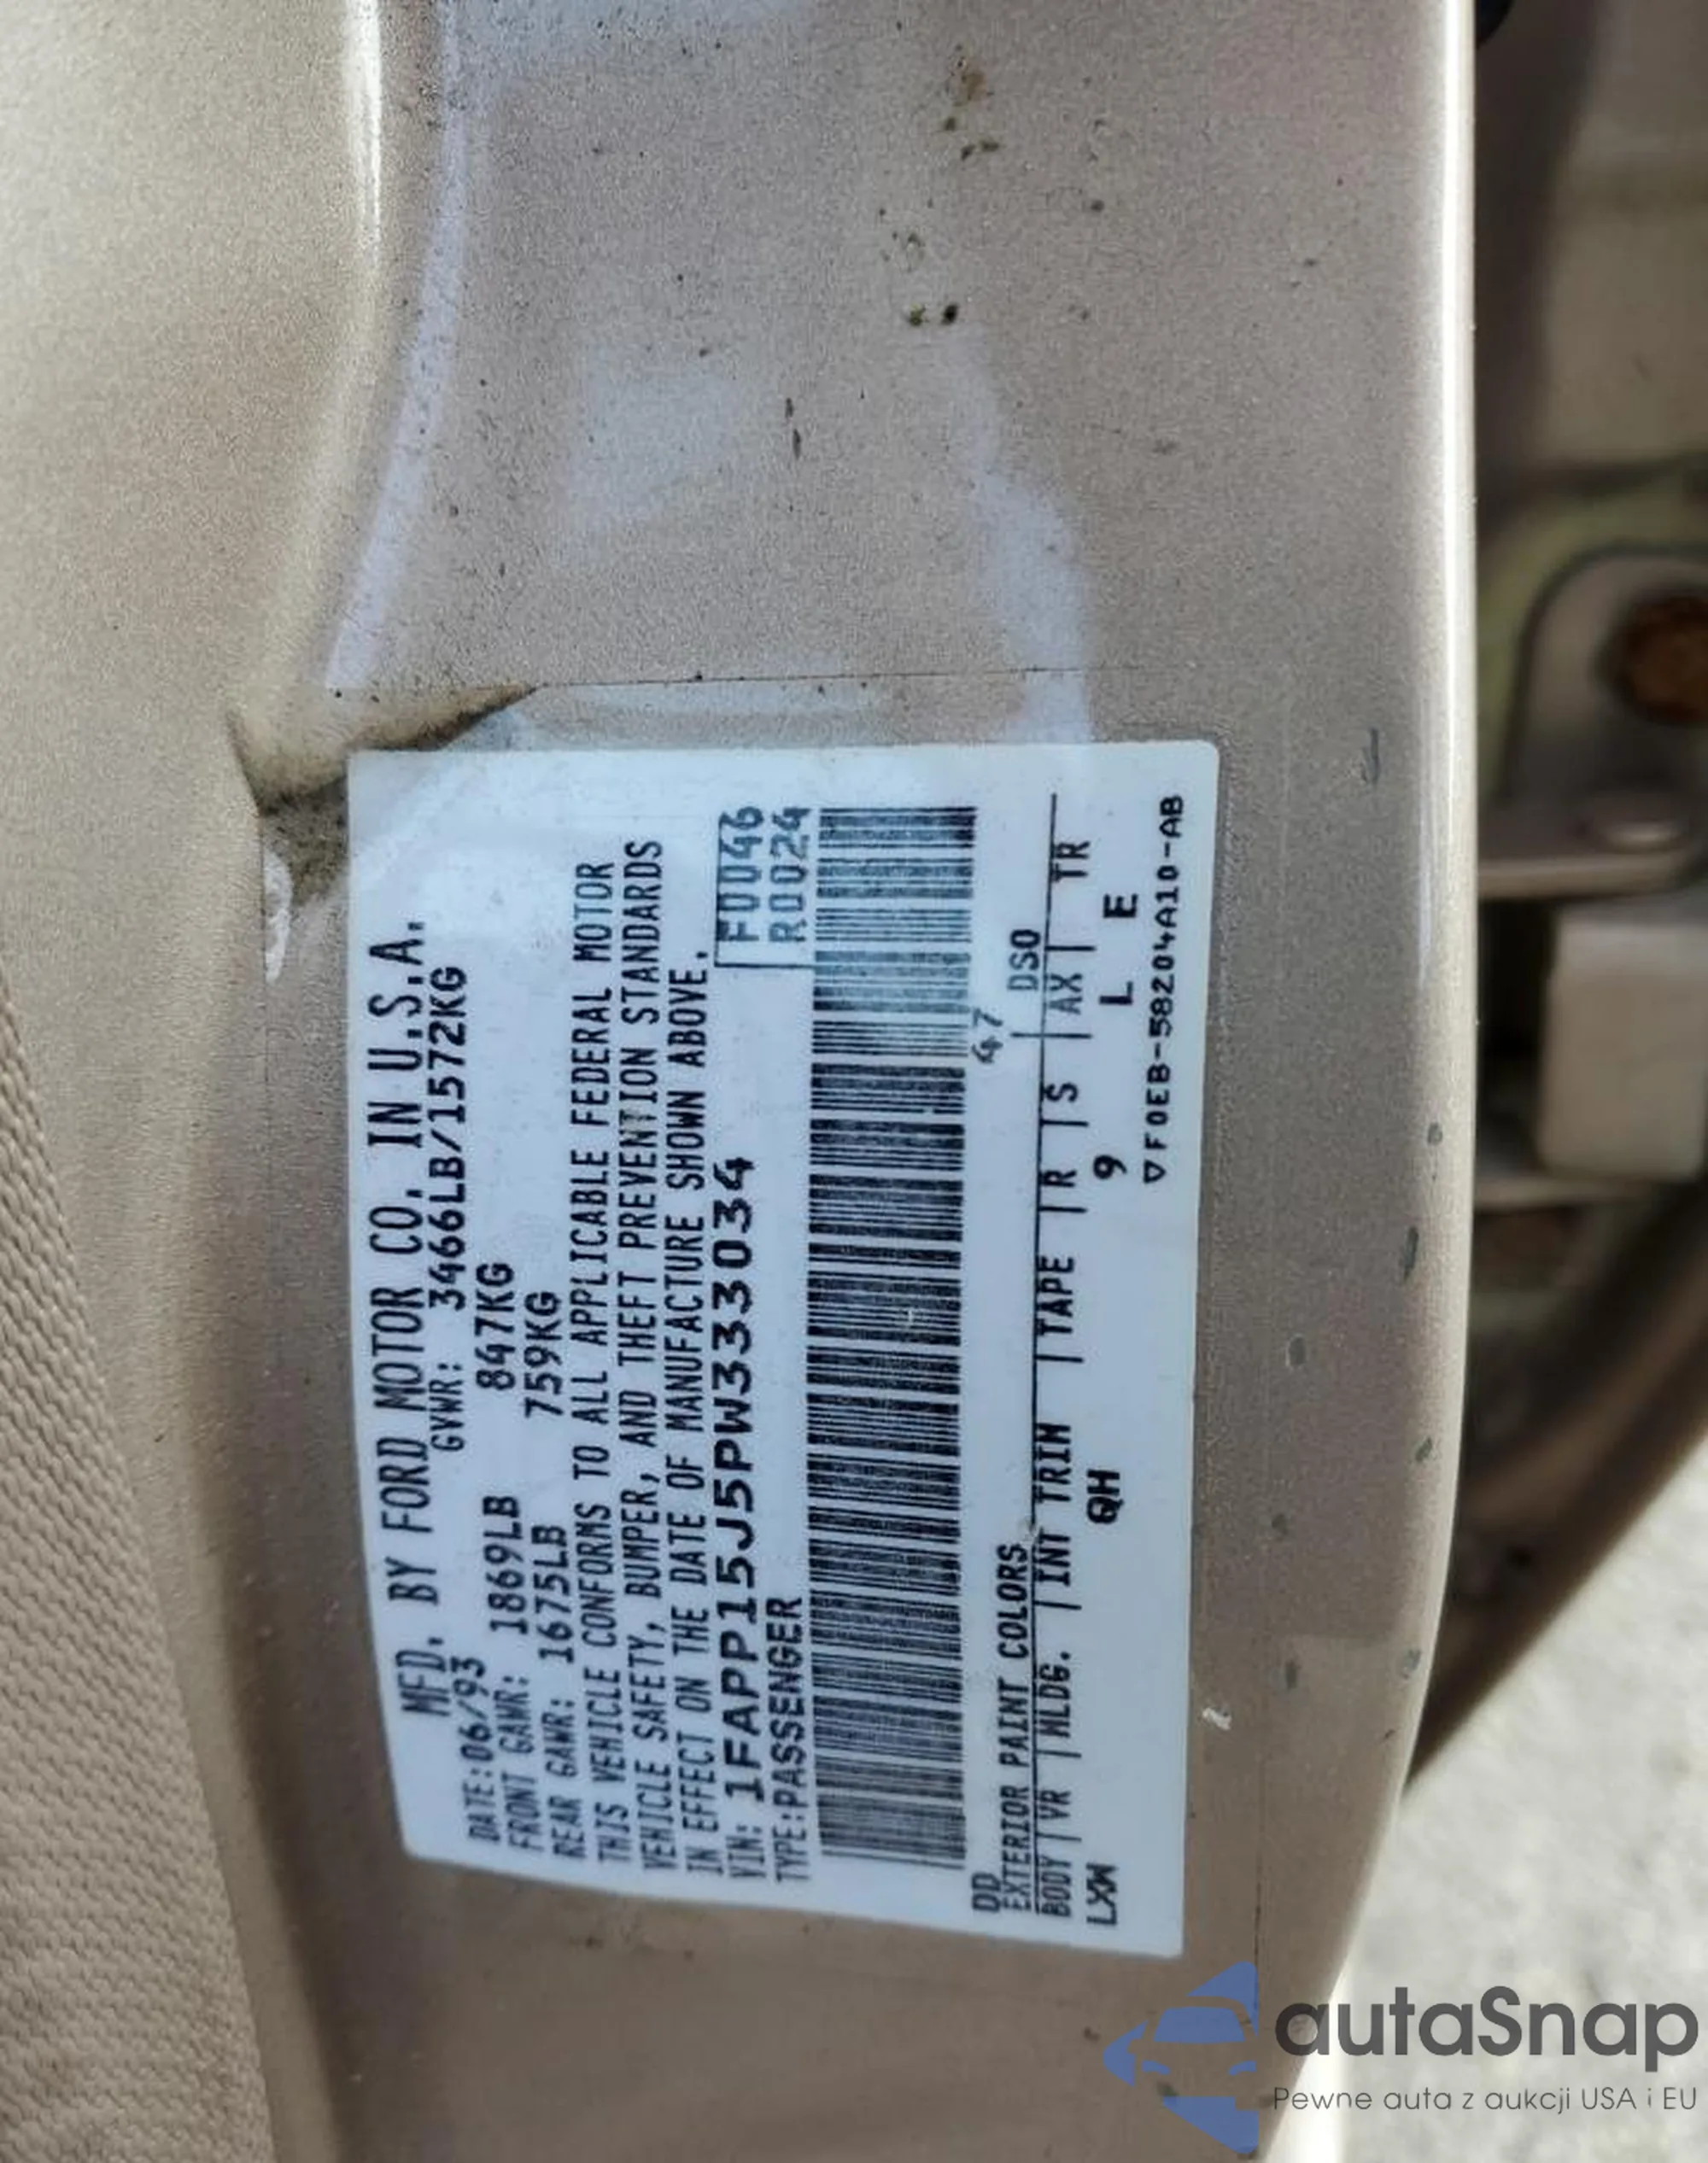 MFD. BY FORD MOTOR CO. IN U.S.A.
DATE:06/93 GVWR: 3466LB/1572KG
FRONT GAWR: 1869LB 847KG
REAR GAWR: 1675LB 759KG
THIS VEHICLE CONFORMS TO ALL APPLICABLE FEDERAL MOTOR
VEHICLE SAFETY, BUMPER, AND THEFT PREVENTION STANDARDS
IN EFFECT ON THE DATE OF MANUFACTURE SHOWN ABOVE.
VIN: 1FAPP15J5PW333034 F0046
TYPE:PASSENGER R0024
47
DD
EXTERIOR PAINT COLORS DSO
BODY VR MLDG. INT TRIM TAPE R S AX TR
LXW QH 9 L E
▽F0EB-58204A10-AB
autaSnap
Pewne auta z aukcji USA i EU